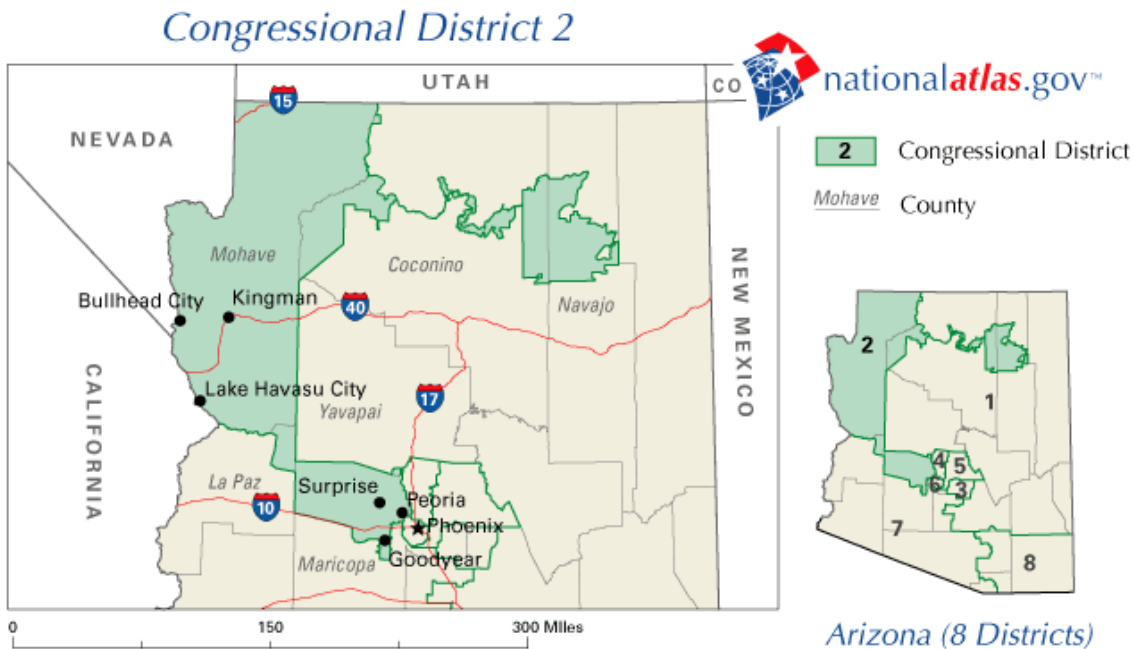 Congressional District 2
nationalatlas.gov™
UTAH
CO
15
NEVADA
2 Congressional District
Mohave County
Mohave
Coconino
NEW MEXICO
Bullhead City
Kingman
40
Navajo
CALIFORNIA
Lake Havasu City
Yavapai
17
La Paz
10
Surprise
Peoria
Phoenix
Maricopa
Goodyear
2
1
4
5
6
3
7
8
0 150 300 Miles
Arizona (8 Districts)